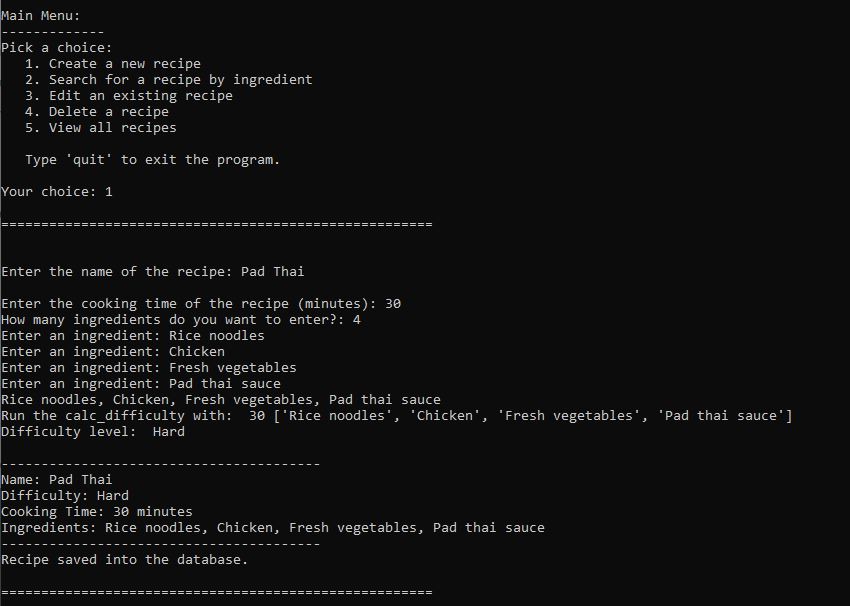 Main Menu:
-------------
Pick a choice:
   1. Create a new recipe
   2. Search for a recipe by ingredient
   3. Edit an existing recipe
   4. Delete a recipe
   5. View all recipes
   Type 'quit' to exit the program.
Your choice: 1
======================================================
Enter the name of the recipe: Pad Thai
Enter the cooking time of the recipe (minutes): 30
How many ingredients do you want to enter?: 4
Enter an ingredient: Rice noodles
Enter an ingredient: Chicken
Enter an ingredient: Fresh vegetables
Enter an ingredient: Pad thai sauce
Rice noodles, Chicken, Fresh vegetables, Pad thai sauce
Run the calc_difficulty with:  30 ['Rice noodles', 'Chicken', 'Fresh vegetables', 'Pad thai sauce']
Difficulty level:  Hard
----------------------------------------
Name: Pad Thai
Difficulty: Hard
Cooking Time: 30 minutes
Ingredients: Rice noodles, Chicken, Fresh vegetables, Pad thai sauce
----------------------------------------
Recipe saved into the database.
======================================================